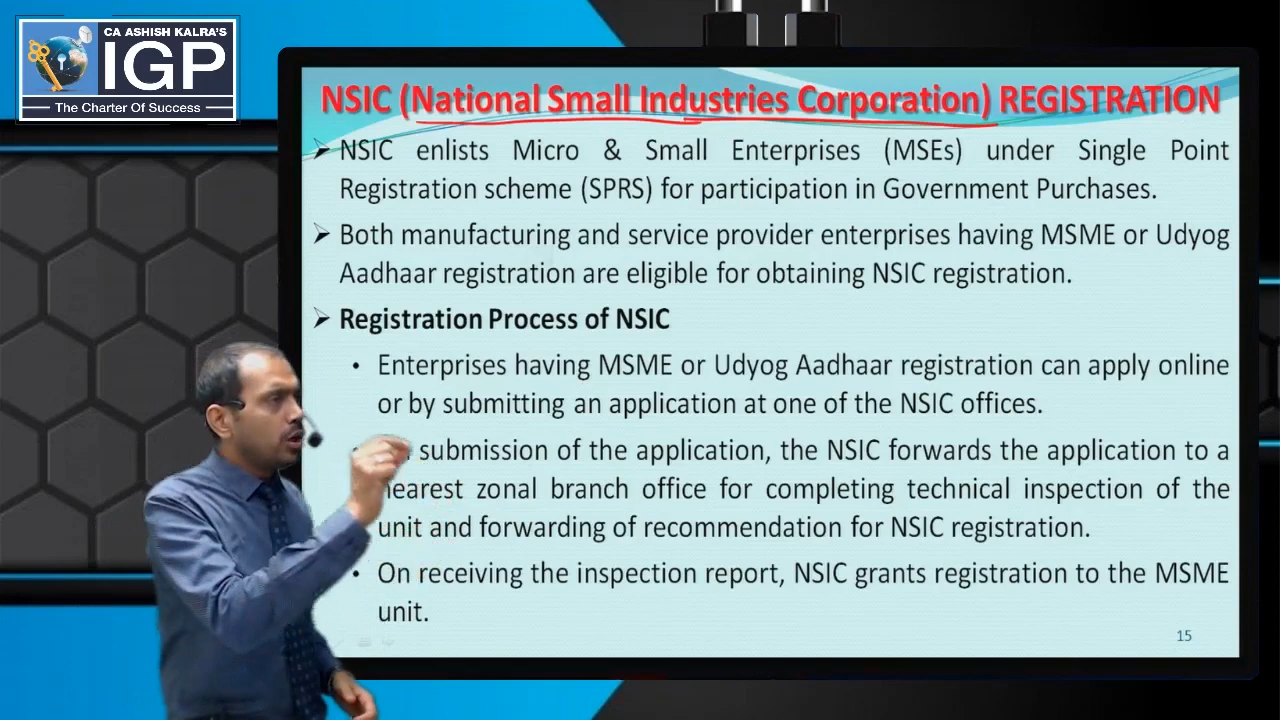 CA ASHISH KALRA'S
IGP
The Charter Of Success
NSIC (National Small Industries Corporation) REGISTRATION
➢ NSIC enlists Micro & Small Enterprises (MSEs) under Single Point
Registration scheme (SPRS) for participation in Government Purchases.
➢ Both manufacturing and service provider enterprises having MSME or Udyog
Aadhaar registration are eligible for obtaining NSIC registration.
➢ Registration Process of NSIC
• Enterprises having MSME or Udyog Aadhaar registration can apply online
or by submitting an application at one of the NSIC offices.
• submission of the application, the NSIC forwards the application to a
nearest zonal branch office for completing technical inspection of the
unit and forwarding of recommendation for NSIC registration.
• On receiving the inspection report, NSIC grants registration to the MSME
unit.
15